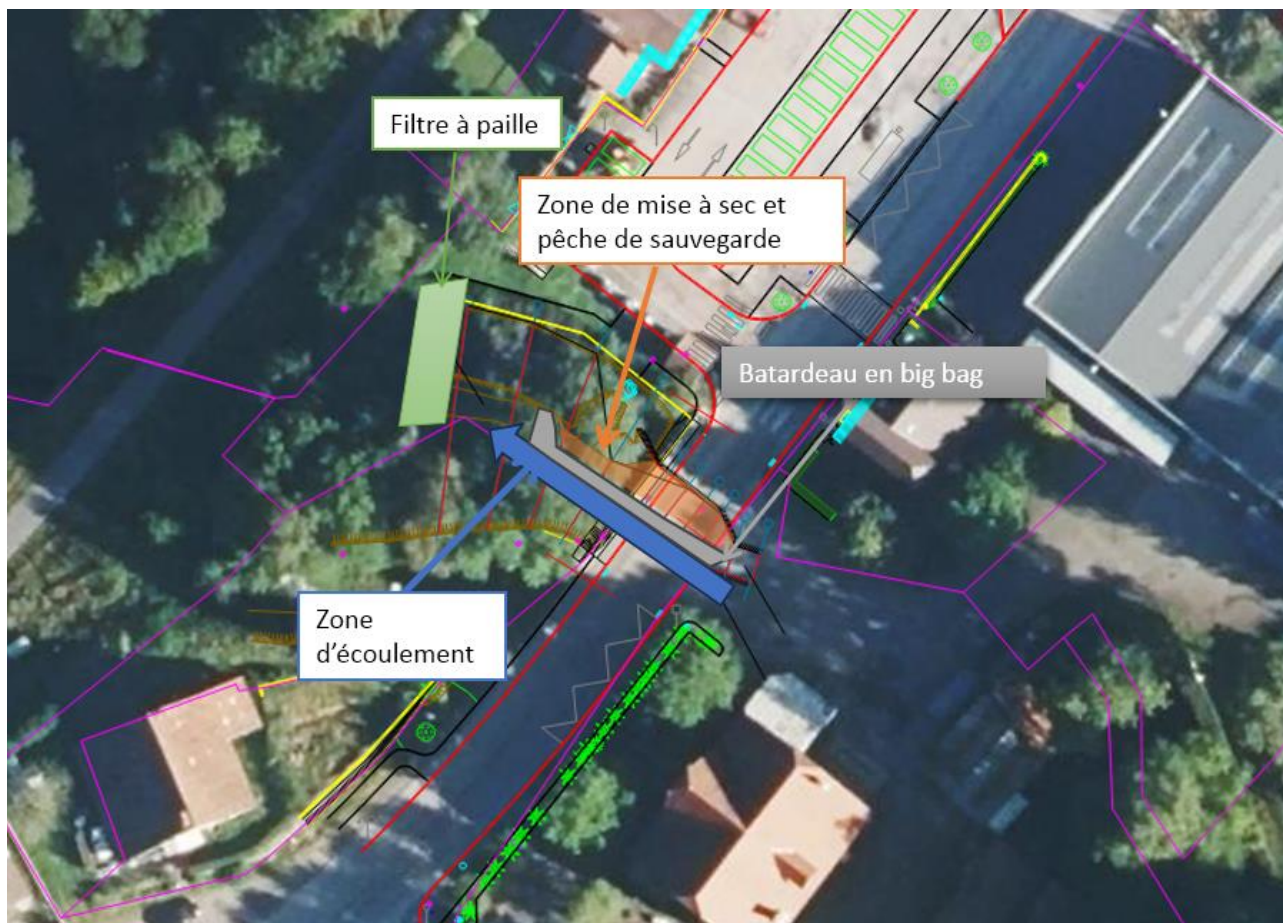 Filtre à paille
Zone de mise à sec et
pêche de sauvegarde
Batardeau en big bag
Zone
d'écoulement